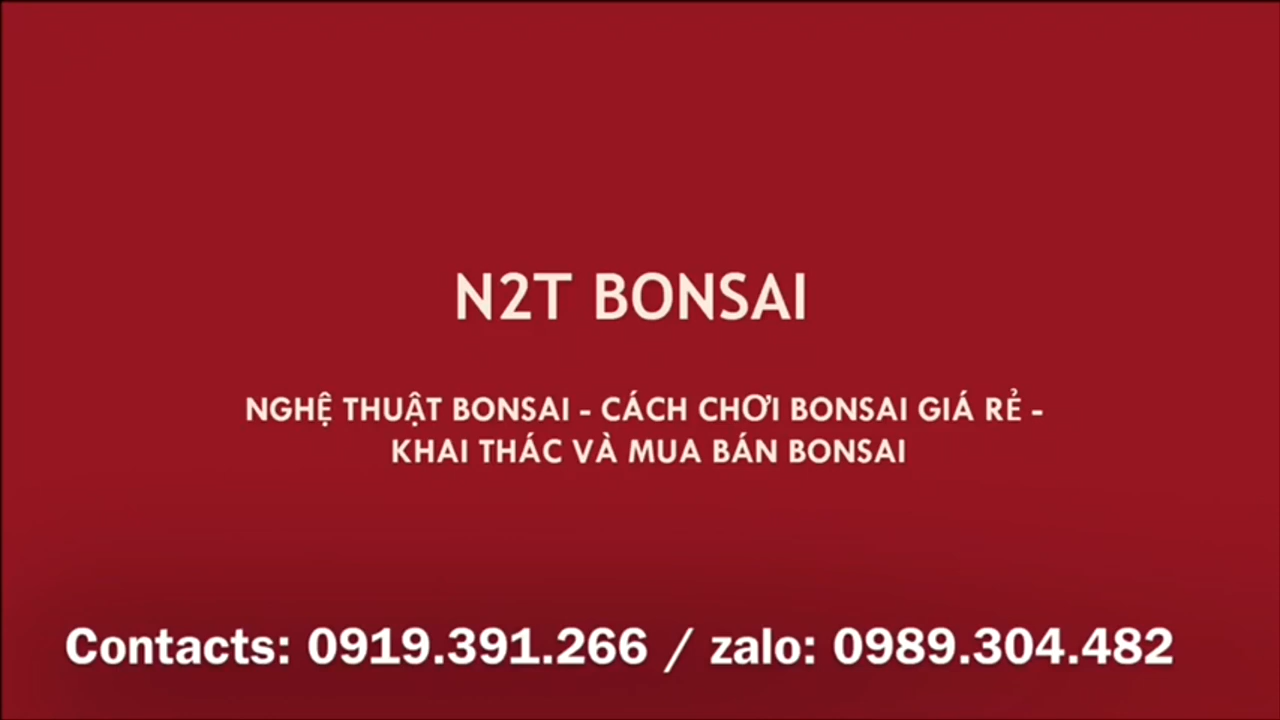 N2T BONSAI
NGHỆ THUẬT BONSAI - CÁCH CHƠI BONSAI GIÁ RẺ -
KHAI THÁC VÀ MUA BÁN BONSAI
Contacts: 0919.391.266 / zalo: 0989.304.482